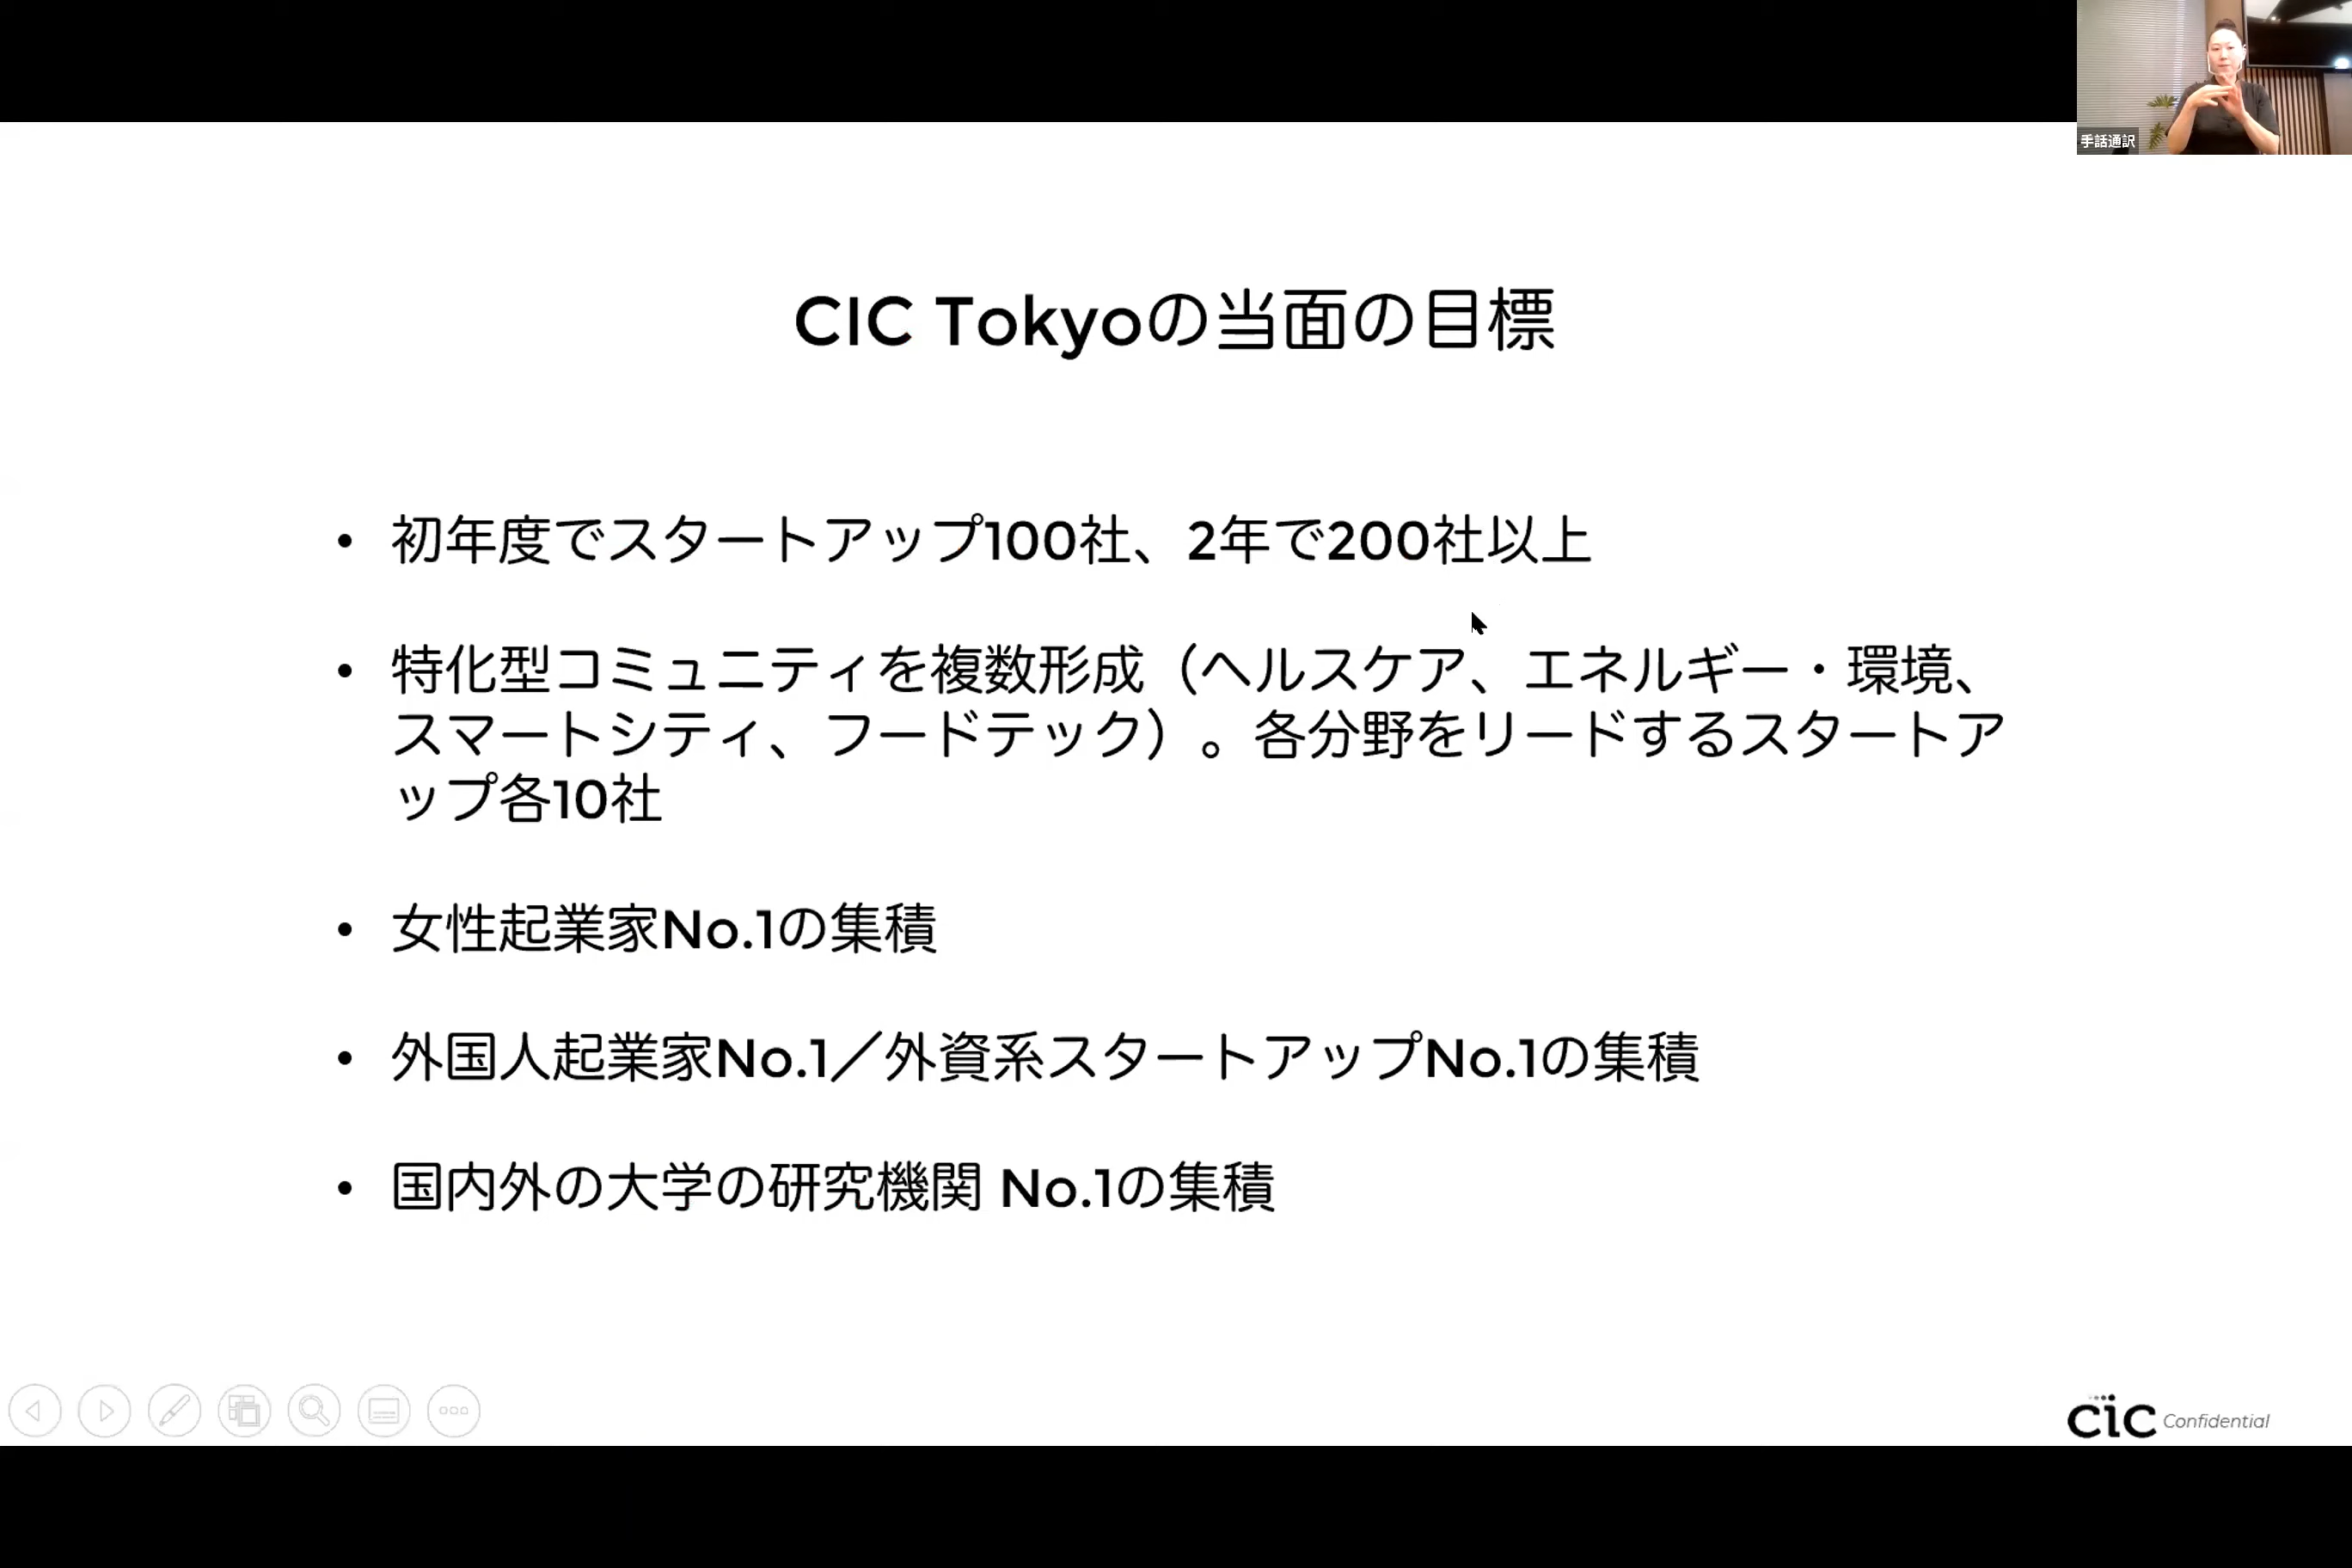 手話通訳
CIC Tokyoの当面の目標
• 初年度でスタートアップ100社、2年で200社以上
• 特化型コミュニティを複数形成（ヘルスケア、エネルギー・環境、
スマートシティ、フードテック）。各分野をリードするスタートア
ップ各10社
• 女性起業家No.1の集積
• 外国人起業家No.1／外資系スタートアップNo.1の集積
• 国内外の大学の研究機関 No.1の集積
cic Confidential